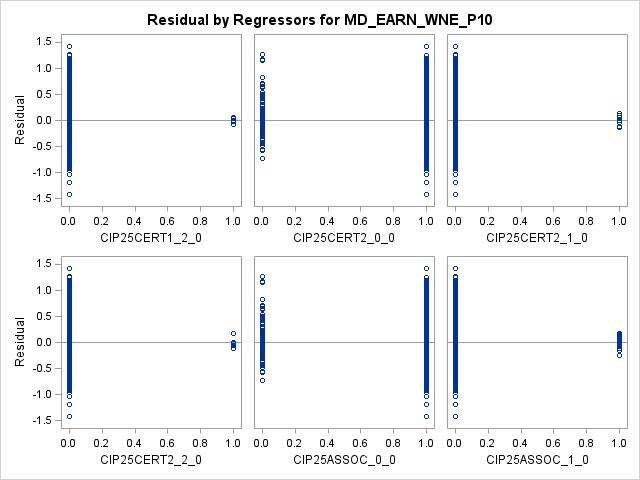 Residual by Regressors for MD_EARN_WNE_P10
1.5
1.0
0.5
0.0
-0.5
-1.0
-1.5
Residual
0.0 0.2 0.4 0.6 0.8 1.0
CIP25CERT1_2_0
0.0 0.2 0.4 0.6 0.8 1.0
CIP25CERT2_0_0
0.0 0.2 0.4 0.6 0.8 1.0
CIP25CERT2_1_0
1.5
1.0
0.5
0.0
-0.5
-1.0
-1.5
Residual
0.0 0.2 0.4 0.6 0.8 1.0
CIP25CERT2_2_0
0.0 0.2 0.4 0.6 0.8 1.0
CIP25ASSOC_0_0
0.0 0.2 0.4 0.6 0.8 1.0
CIP25ASSOC_1_0